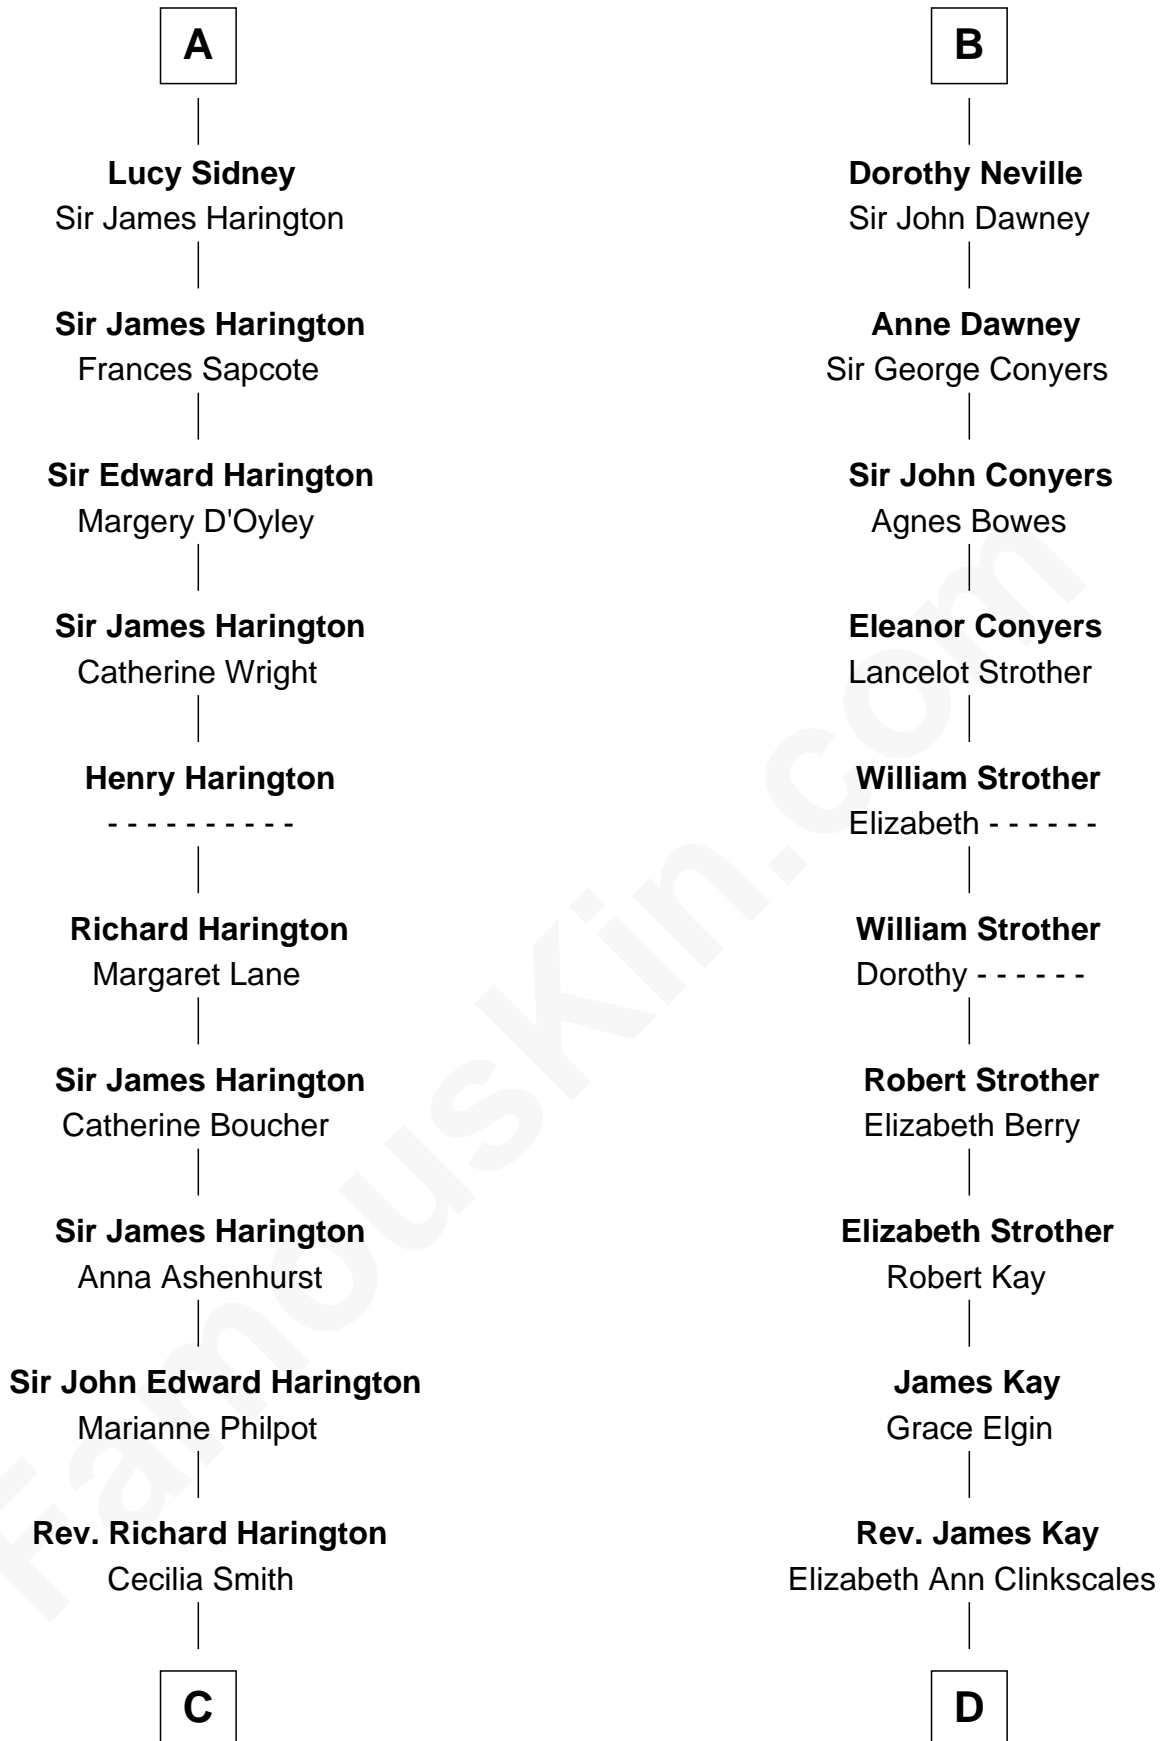 A
Lucy Sidney
Sir James Harington
Sir James Harington
Frances Sapcote
Sir Edward Harington
Margery D'Oyley
Sir James Harington
Catherine Wright
Henry Harington
- - - - - - - - - -
Richard Harington
Margaret Lane
Sir James Harington
Catherine Boucher
Sir James Harington
Anna Ashenhurst
Sir John Edward Harington
Marianne Philpot
Rev. Richard Harington
Cecilia Smith
C
B
Dorothy Neville
Sir John Dawney
Anne Dawney
Sir George Conyers
Sir John Conyers
Agnes Bowes
Eleanor Conyers
Lancelot Strother
William Strother
Elizabeth - - - - - -
William Strother
Dorothy - - - - - -
Robert Strother
Elizabeth Berry
Elizabeth Strother
Robert Kay
James Kay
Grace Elgin
Rev. James Kay
Elizabeth Ann Clinkscales
D
FamousKin.com